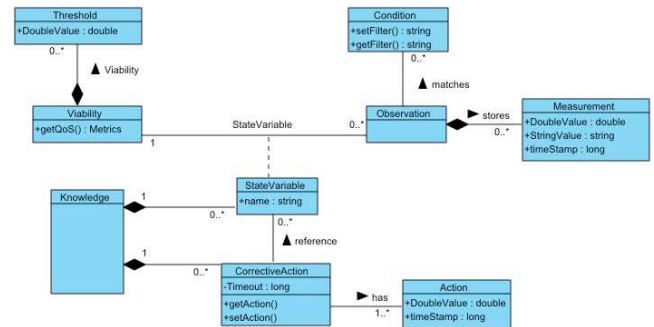 Threshold
+DoubleValue : double
0..*
Viability
Viability
+getQoS() : Metrics
1
StateVariable
0..*
Condition
+setFilter() : string
+getFilter() : string
0..*
matches
Observation
stores
0..*
Measurement
+DoubleValue : double
+StringValue : string
+timeStamp : long
Knowledge
1
0..*
StateVariable
+name : string
0..*
reference
1
0..*
CorrectiveAction
-Timeout : long
+getAction()
+setAction()
has
1..*
Action
+DoubleValue : double
+timeStamp : long